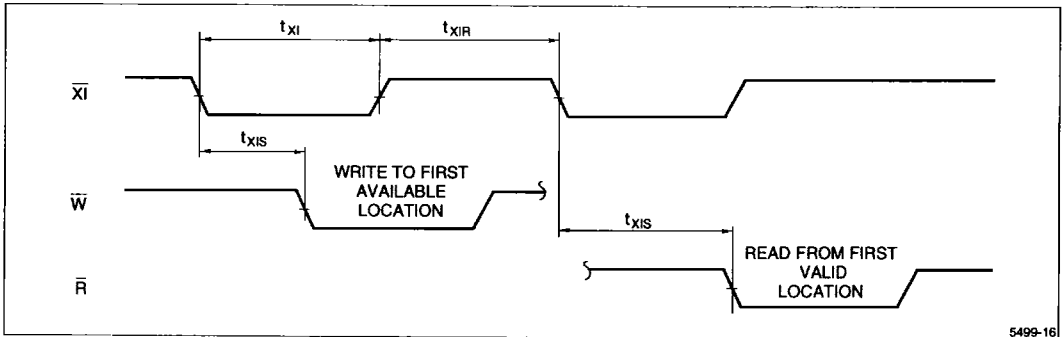 tXI
tXIR
XI
tXIS
WRITE TO FIRST
AVAILABLE
LOCATION
W
tXIS
READ FROM FIRST
VALID
LOCATION
R
5499-16